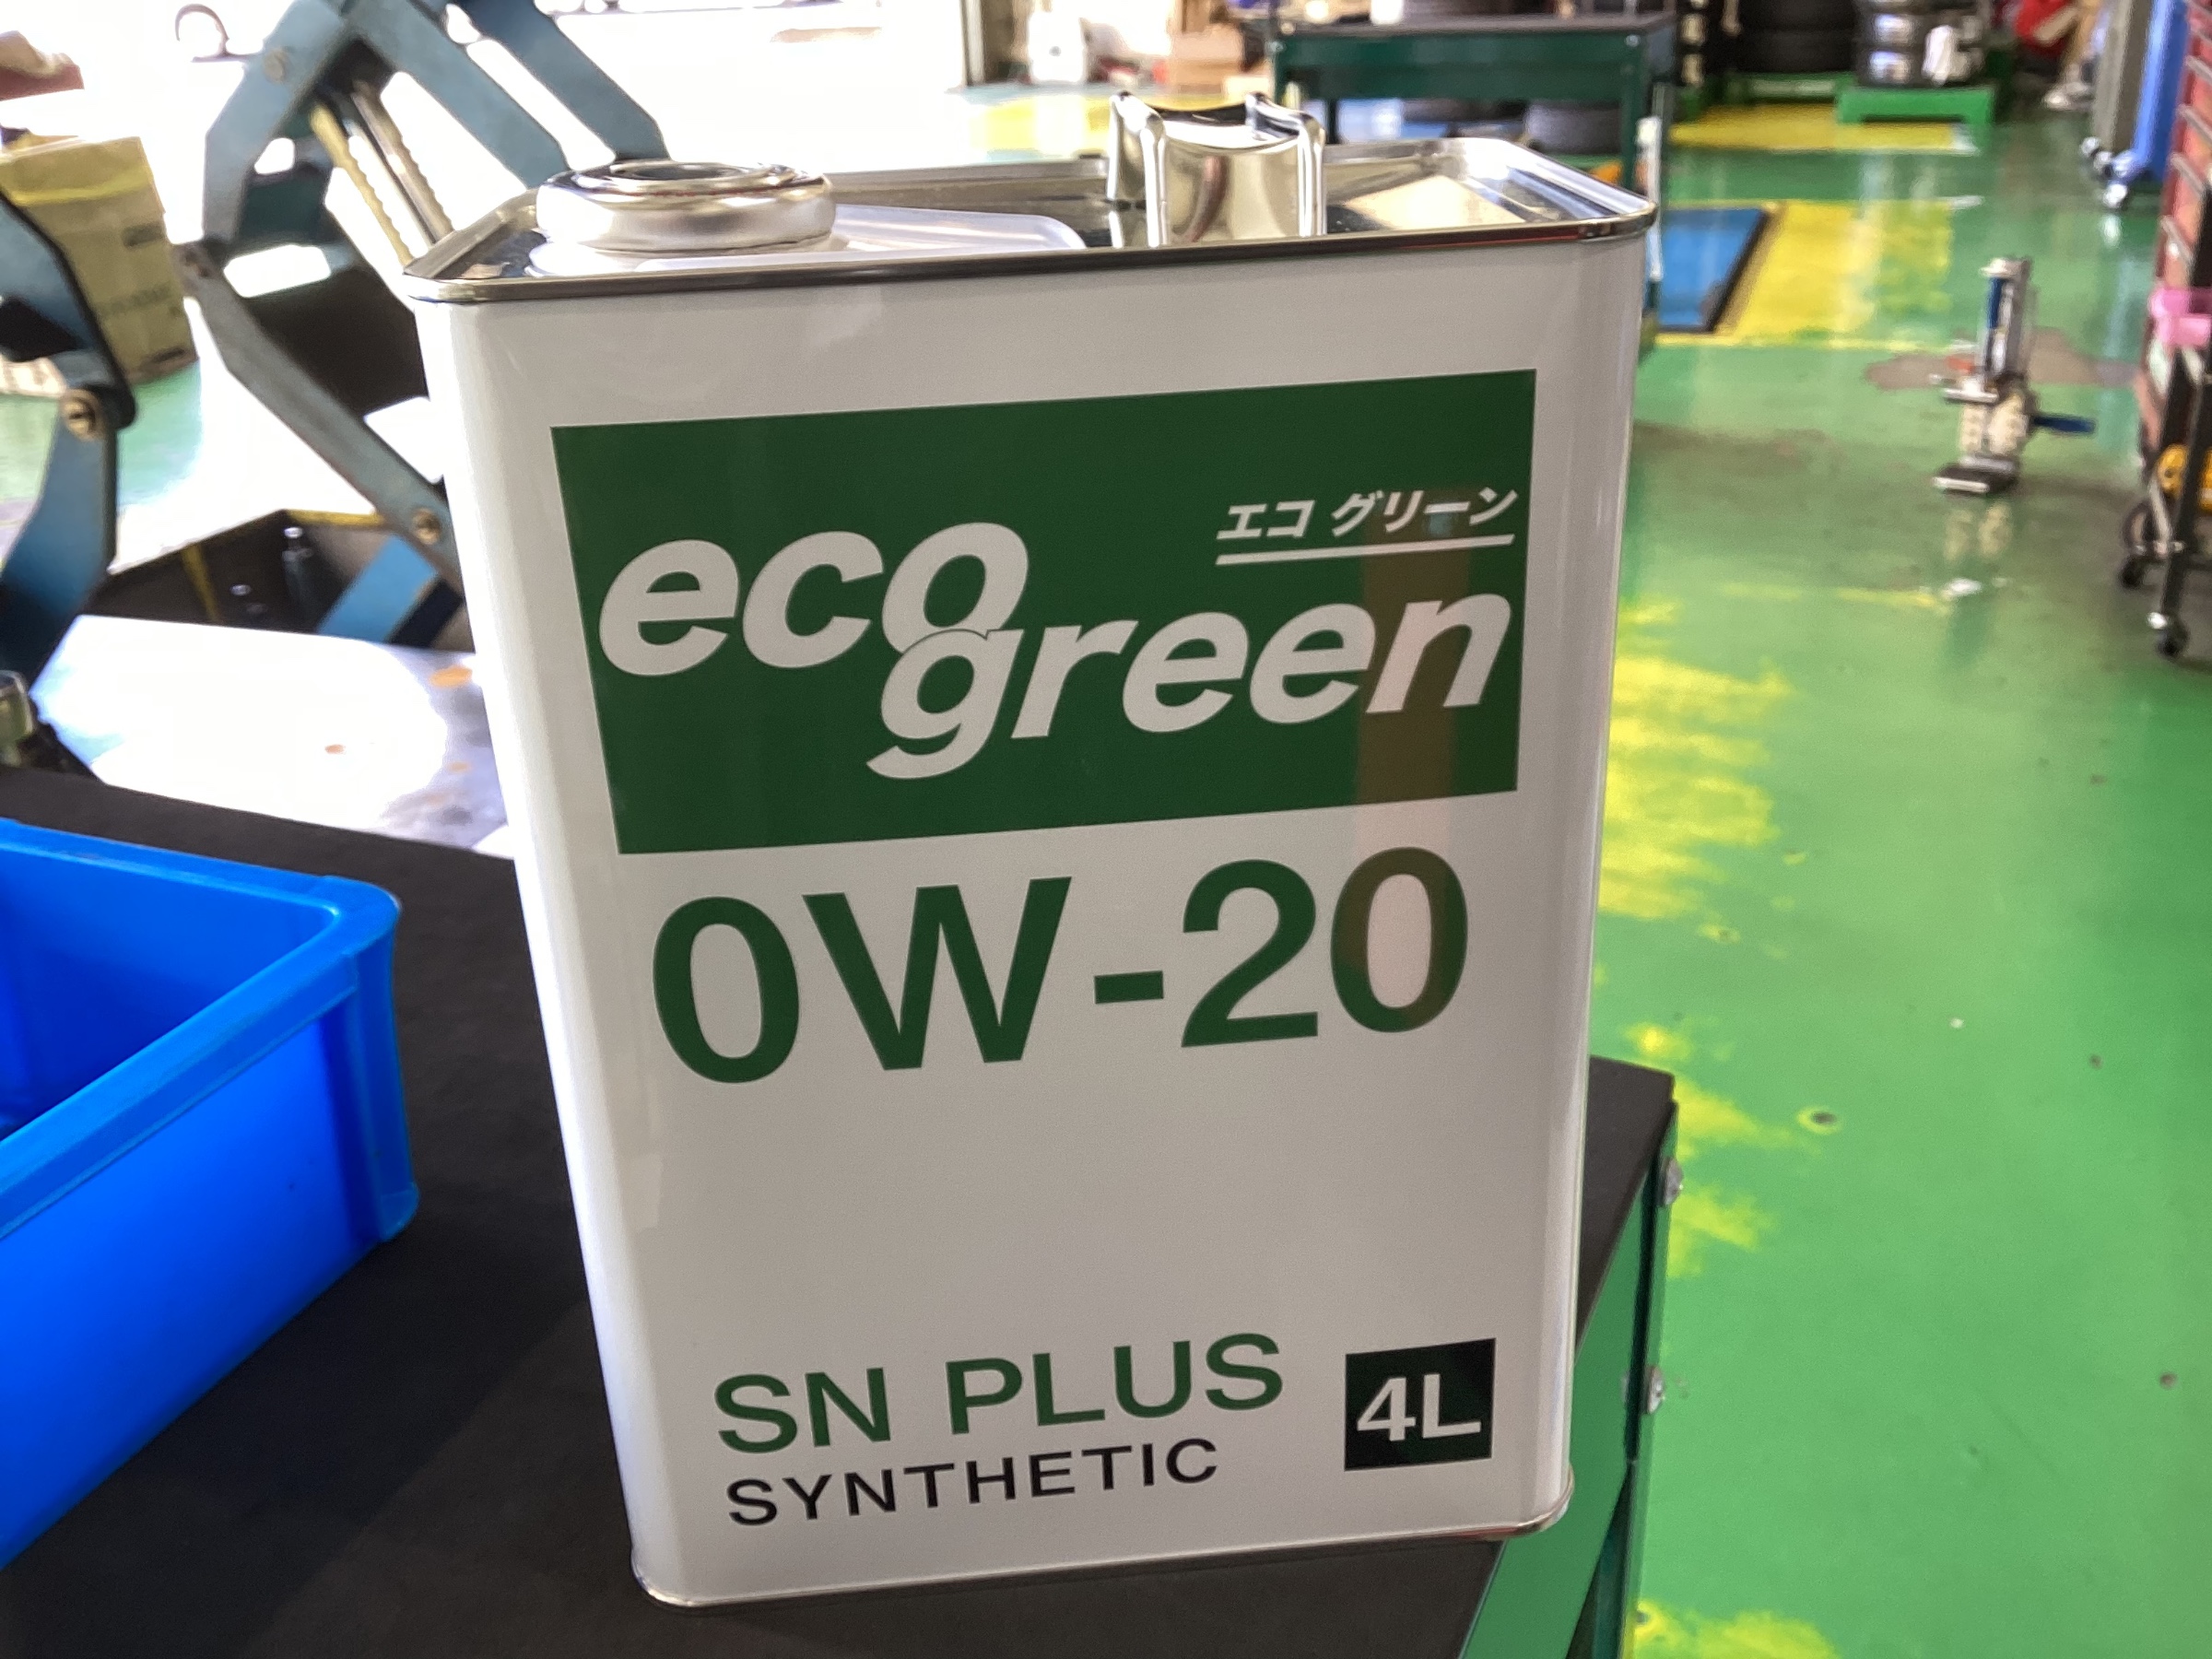 エコ グリーン
eco
green
0W-20
SN PLUS
SYNTHETIC
4L